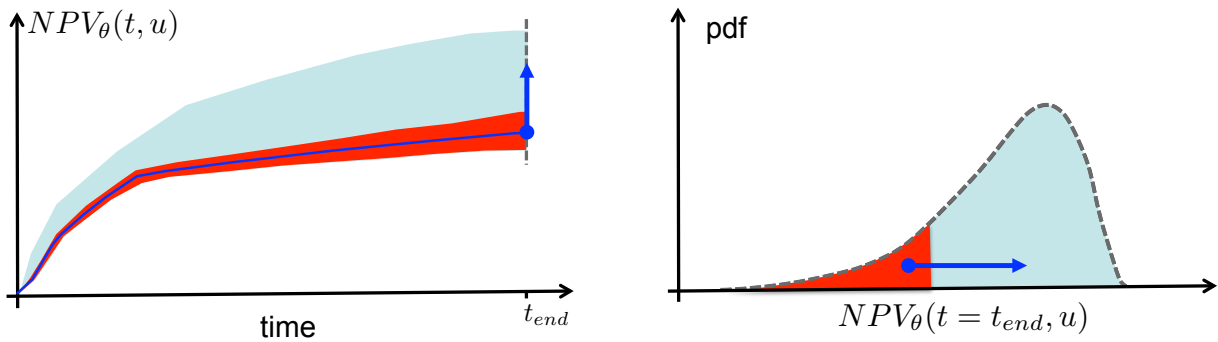 NPV_θ(t, u)
time
t_end
pdf
NPV_θ(t = t_end, u)